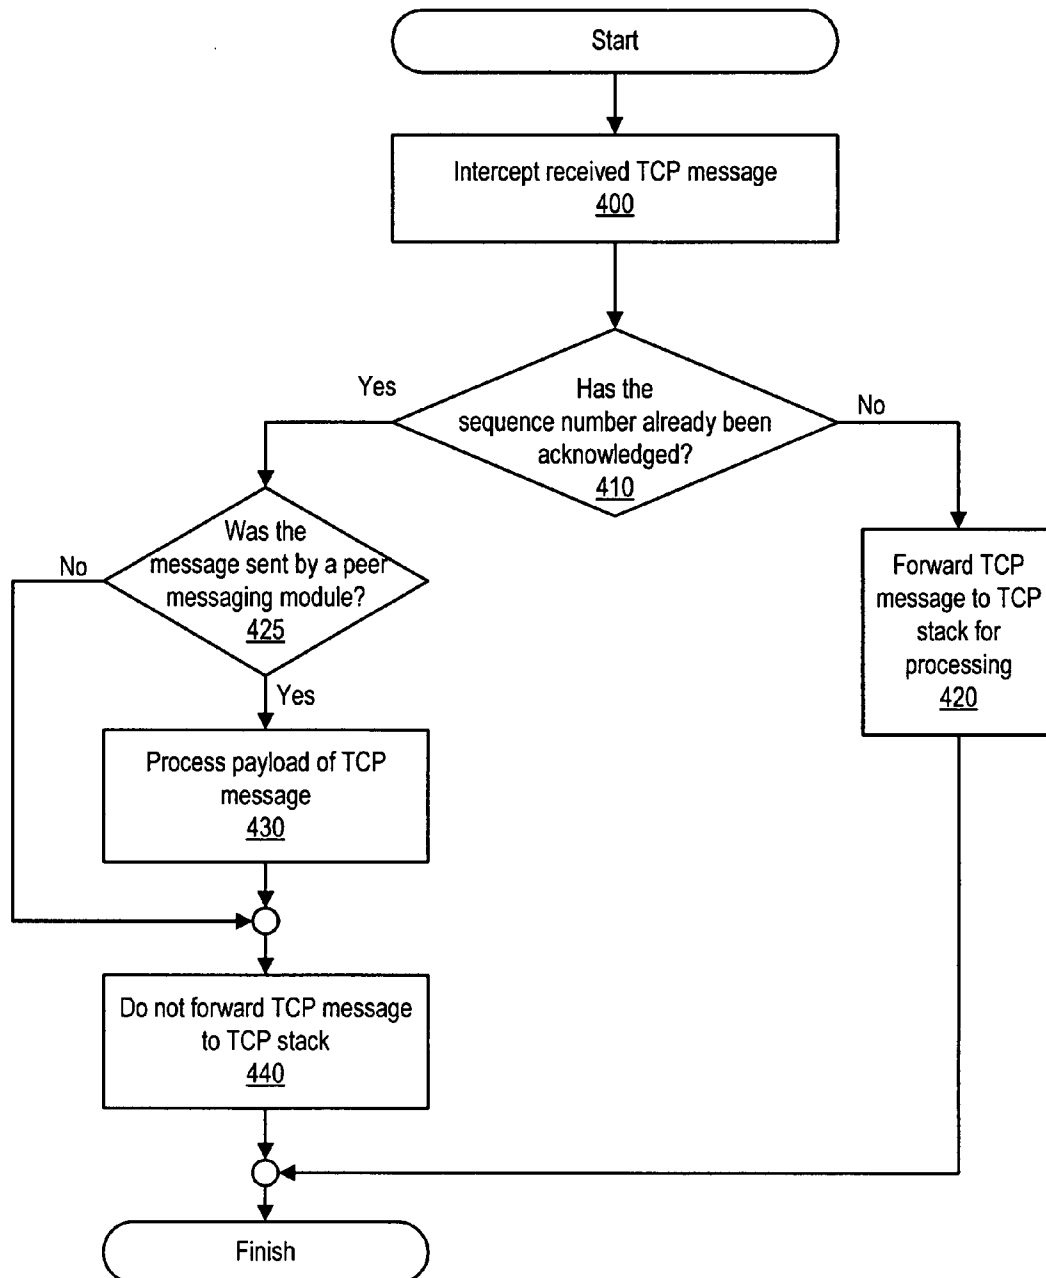 Start
Intercept received TCP message
400
Yes
Has the
sequence number already been
acknowledged?
410
No
Was the
message sent by a peer
messaging module?
425
No
Yes
Forward TCP
message to TCP
stack for
processing
420
Process payload of TCP
message
430
Do not forward TCP message
to TCP stack
440
Finish